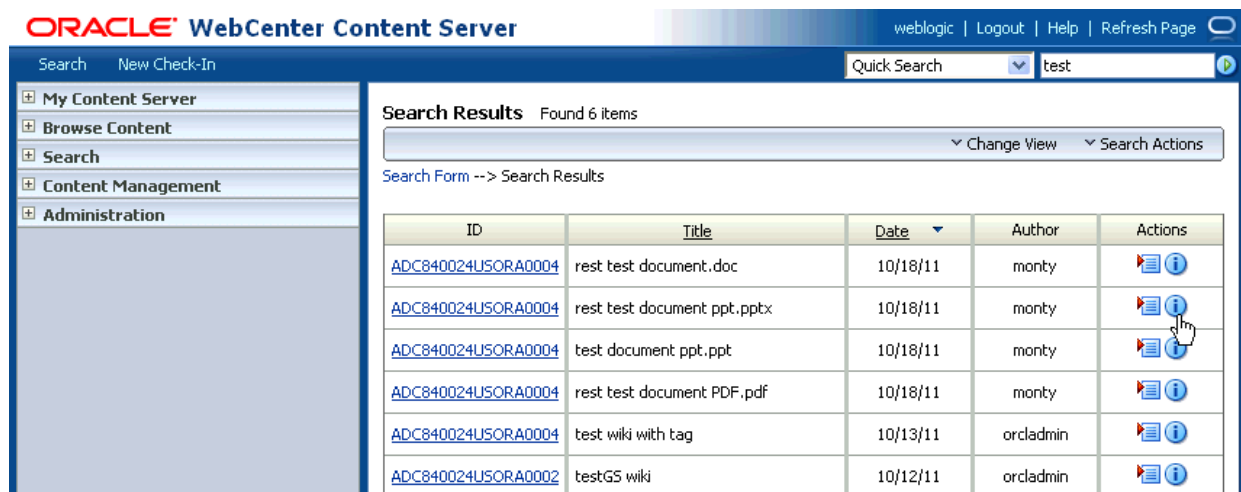 ORACLE WebCenter Content Server
weblogic | Logout | Help | Refresh Page
Search New Check-In
Quick Search test
My Content Server
Browse Content
Search
Content Management
Administration
Search Results Found 6 items
Change View Search Actions
Search Form --> Search Results
ID Title Date Author Actions
ADC840024USORA0004 rest test document.doc 10/18/11 monty
ADC840024USORA0004 rest test document ppt.pptx 10/18/11 monty
ADC840024USORA0004 test document ppt.ppt 10/18/11 monty
ADC840024USORA0004 rest test document PDF.pdf 10/18/11 monty
ADC840024USORA0004 test wiki with tag 10/13/11 orcladmin
ADC840024USORA0002 testGS wiki 10/12/11 orcladmin